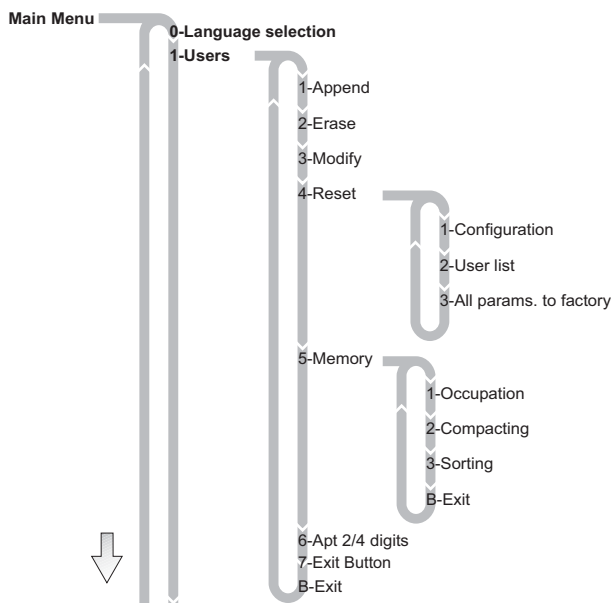 Main Menu
0-Language selection
1-Users
1-Append
2-Erase
3-Modify
4-Reset
1-Configuration
2-User list
3-All params. to factory
5-Memory
1-Occupation
2-Compacting
3-Sorting
B-Exit
6-Apt 2/4 digits
7-Exit Button
B-Exit